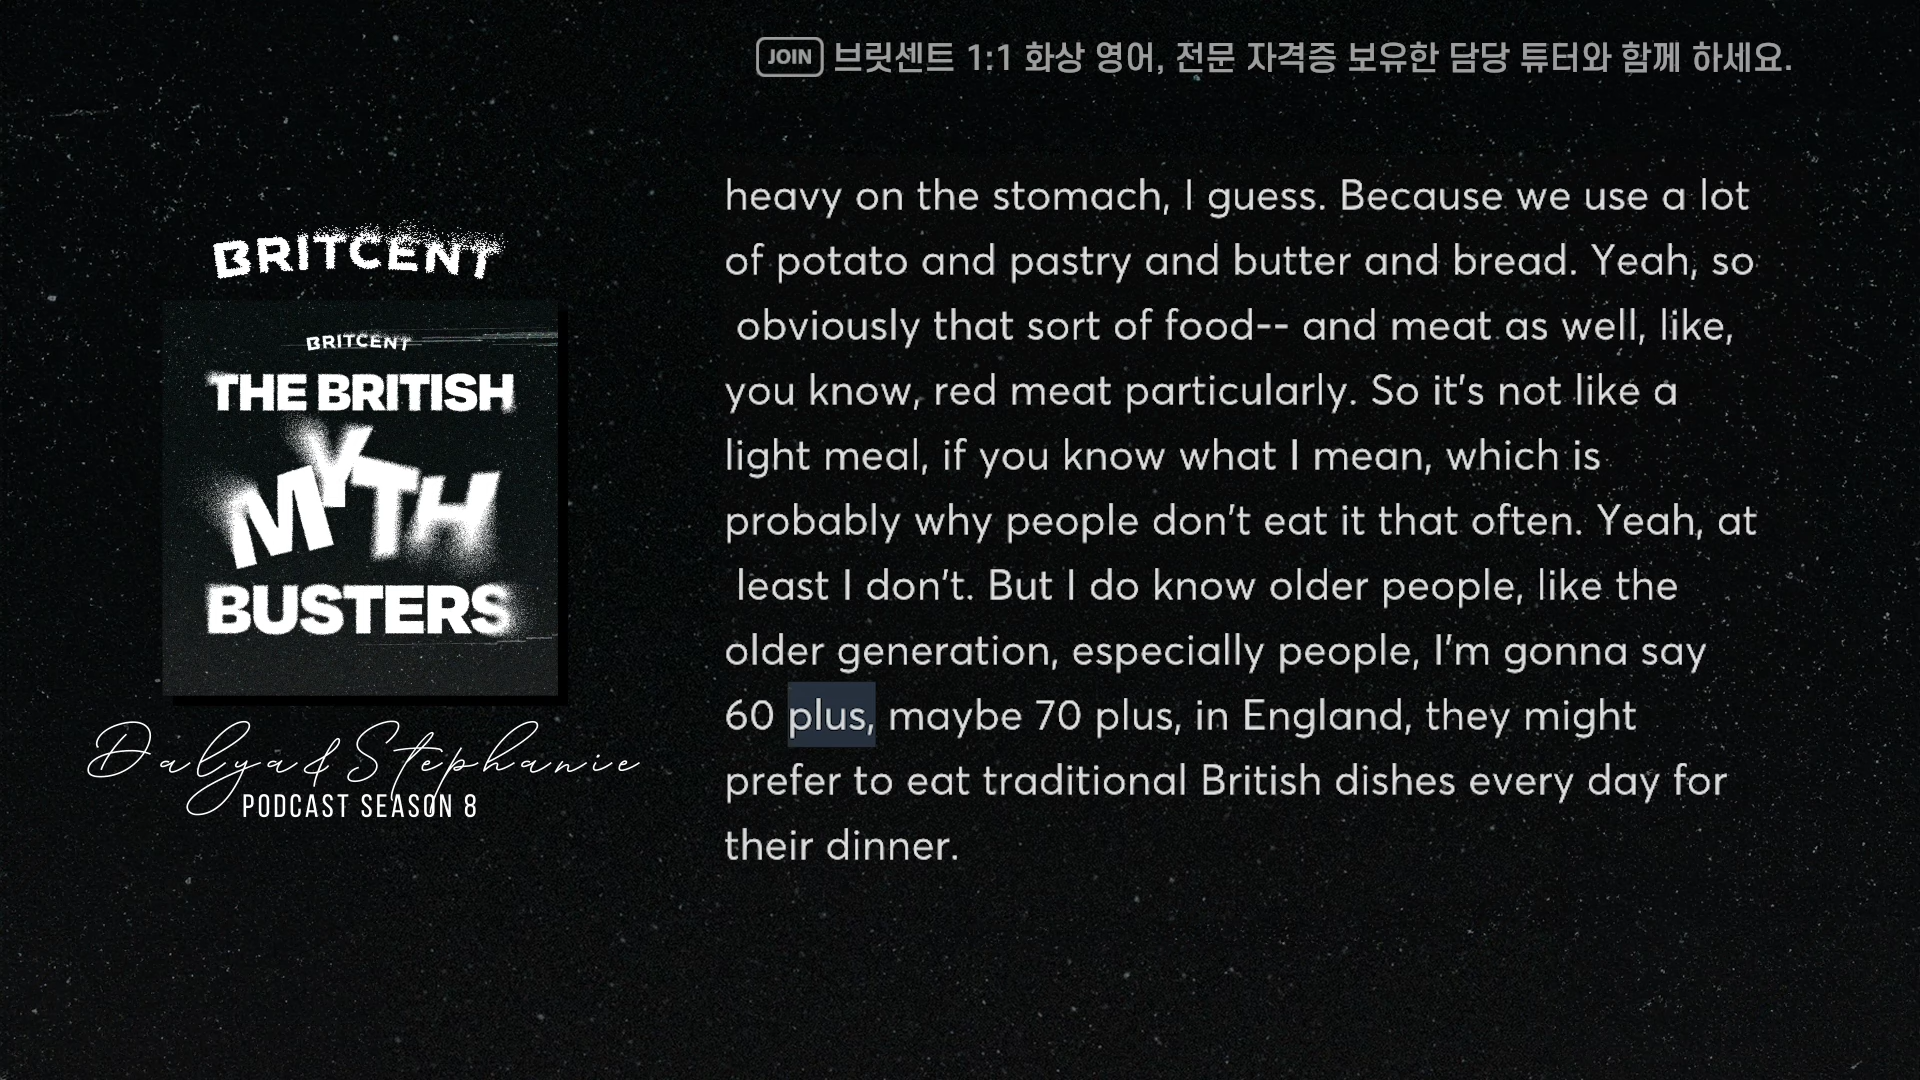 JOIN 브릿센트 1:1 화상 영어, 전문 자격증 보유한 담당 튜터와 함께 하세요.
BRITCENT
BRITCENT
THE BRITISH
MYTH
BUSTERS
Dalya & Stephanie
PODCAST SEASON 8
heavy on the stomach, I guess. Because we use a lot
of potato and pastry and butter and bread. Yeah, so
obviously that sort of food-- and meat as well, like,
you know, red meat particularly. So it's not like a
light meal, if you know what I mean, which is
probably why people don't eat it that often. Yeah, at
least I don't. But I do know older people, like the
older generation, especially people, I'm gonna say
60 plus, maybe 70 plus, in England, they might
prefer to eat traditional British dishes every day for
their dinner.